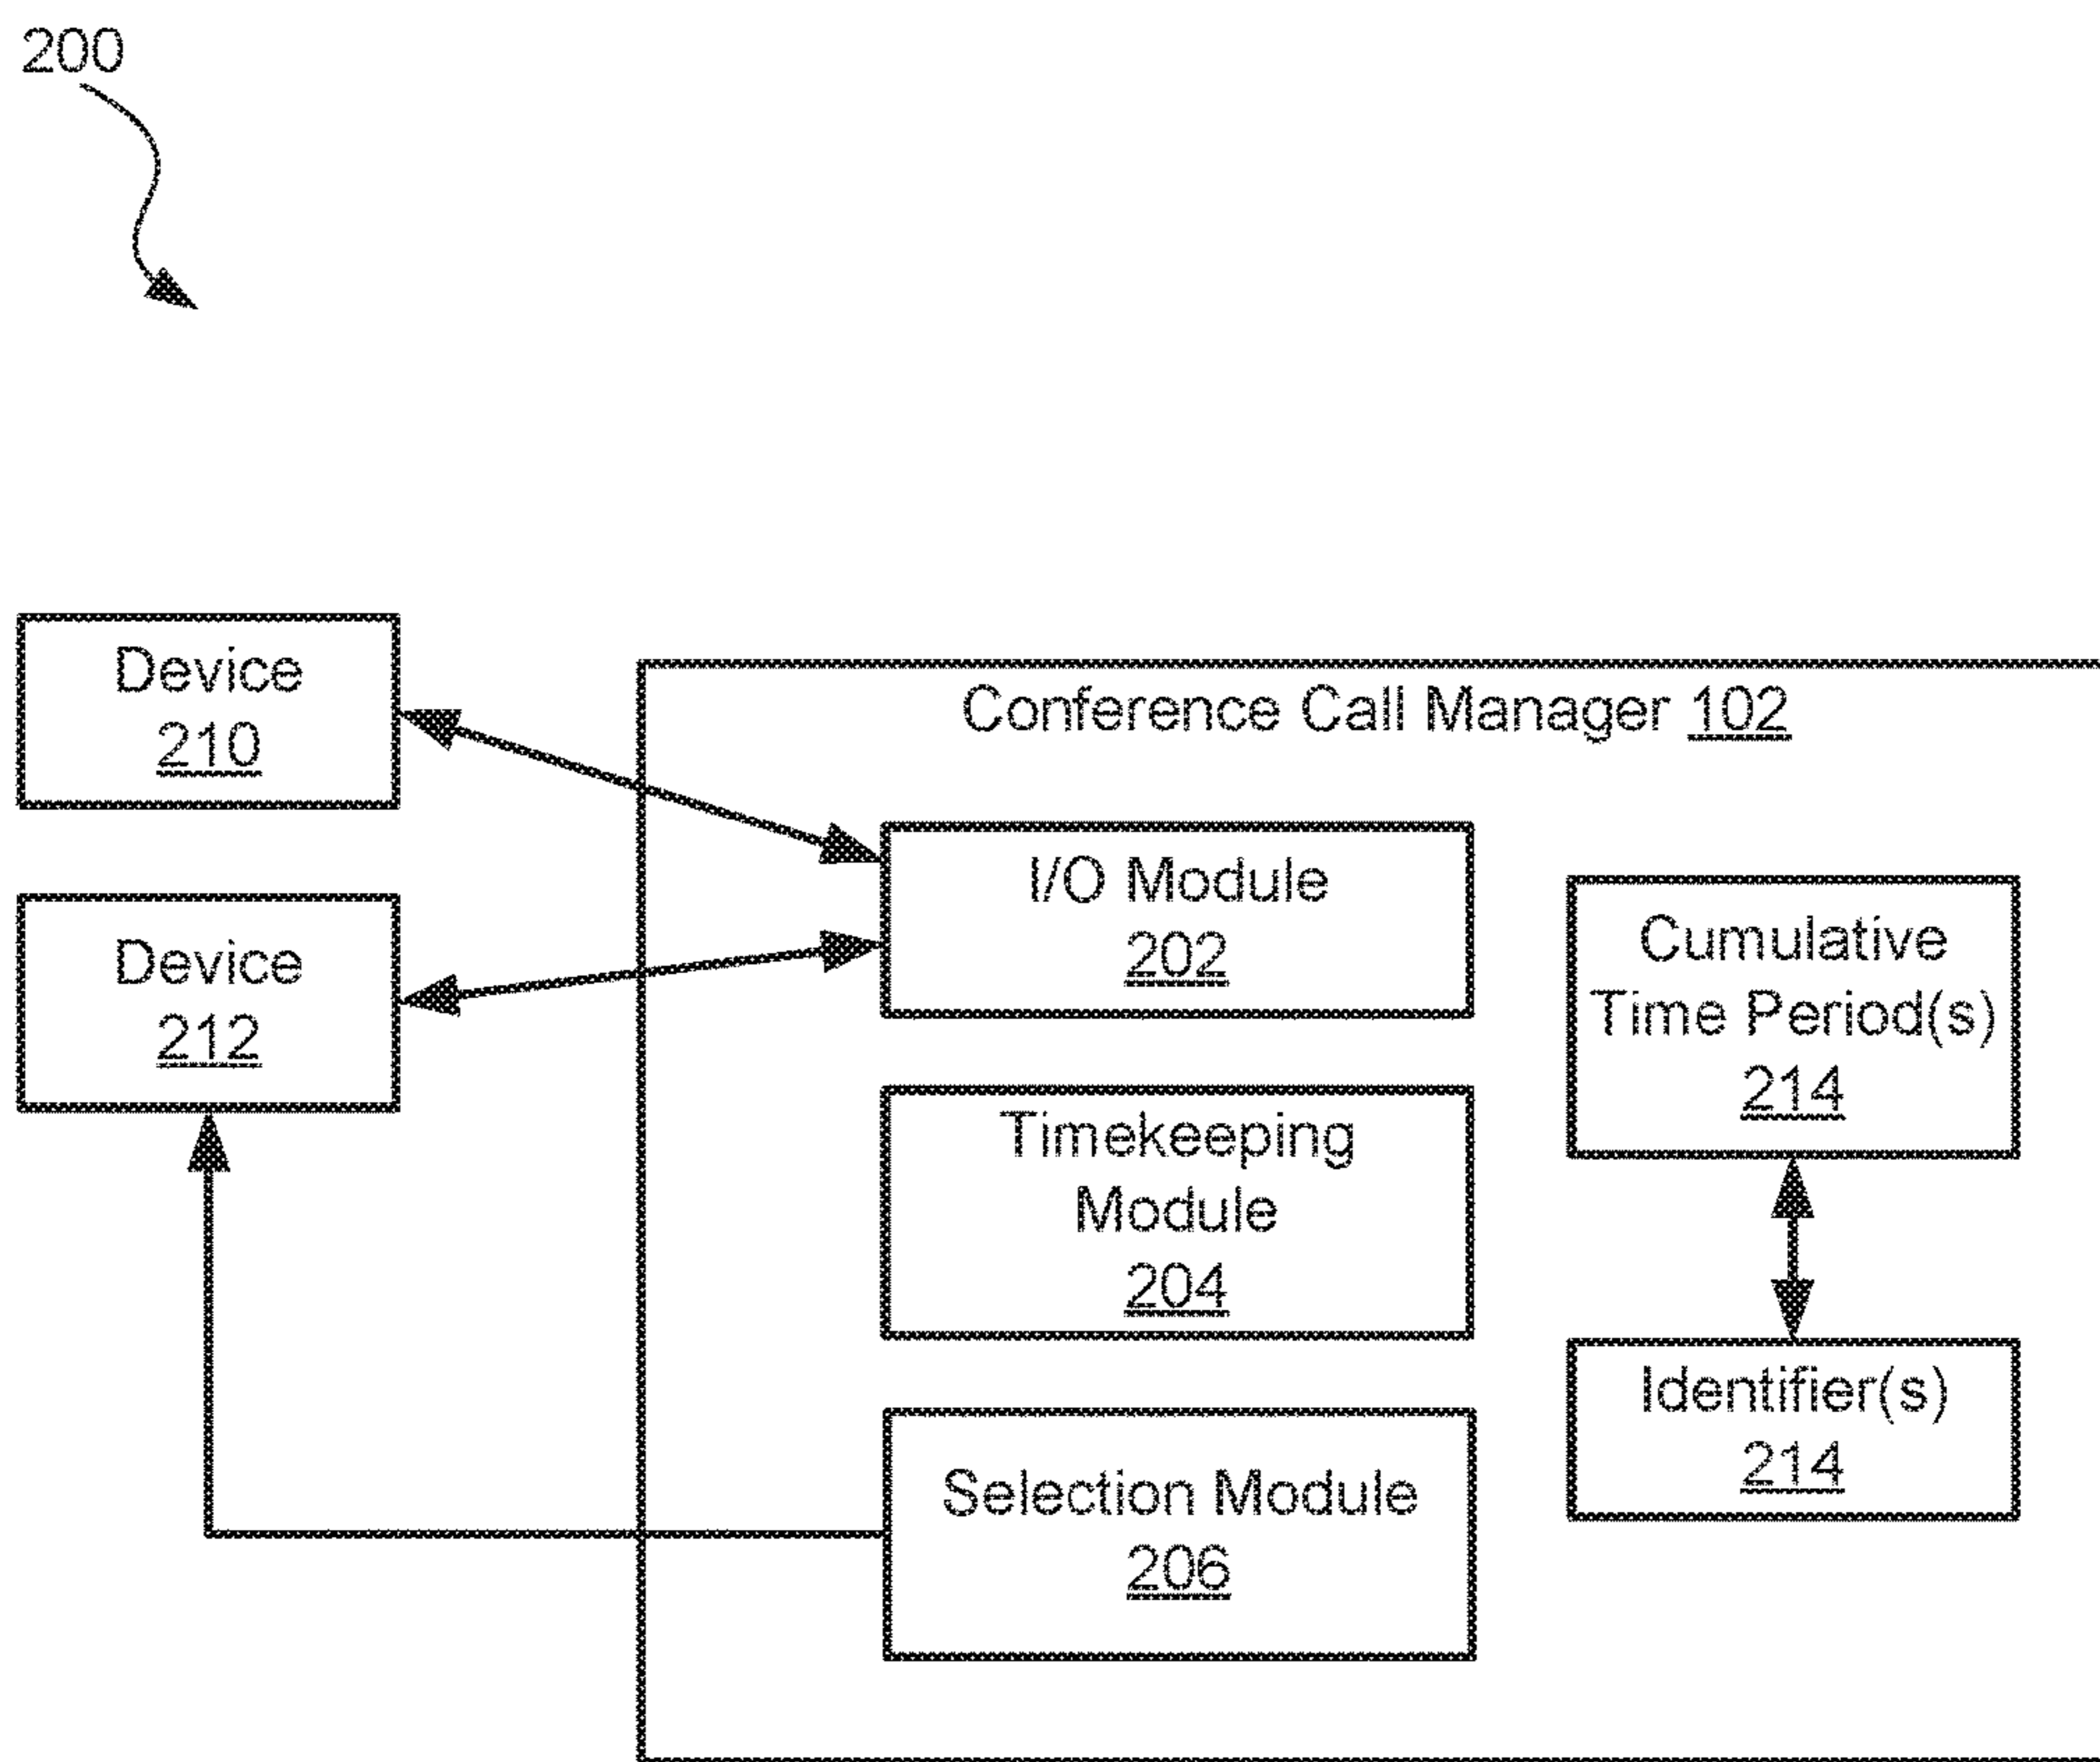 200
Device
210
Conference Call Manager 102
I/O Module
202
Device
212
Cumulative
Time Period(s)
214
Timekeeping
Module
204
Identifier(s)
214
Selection Module
206